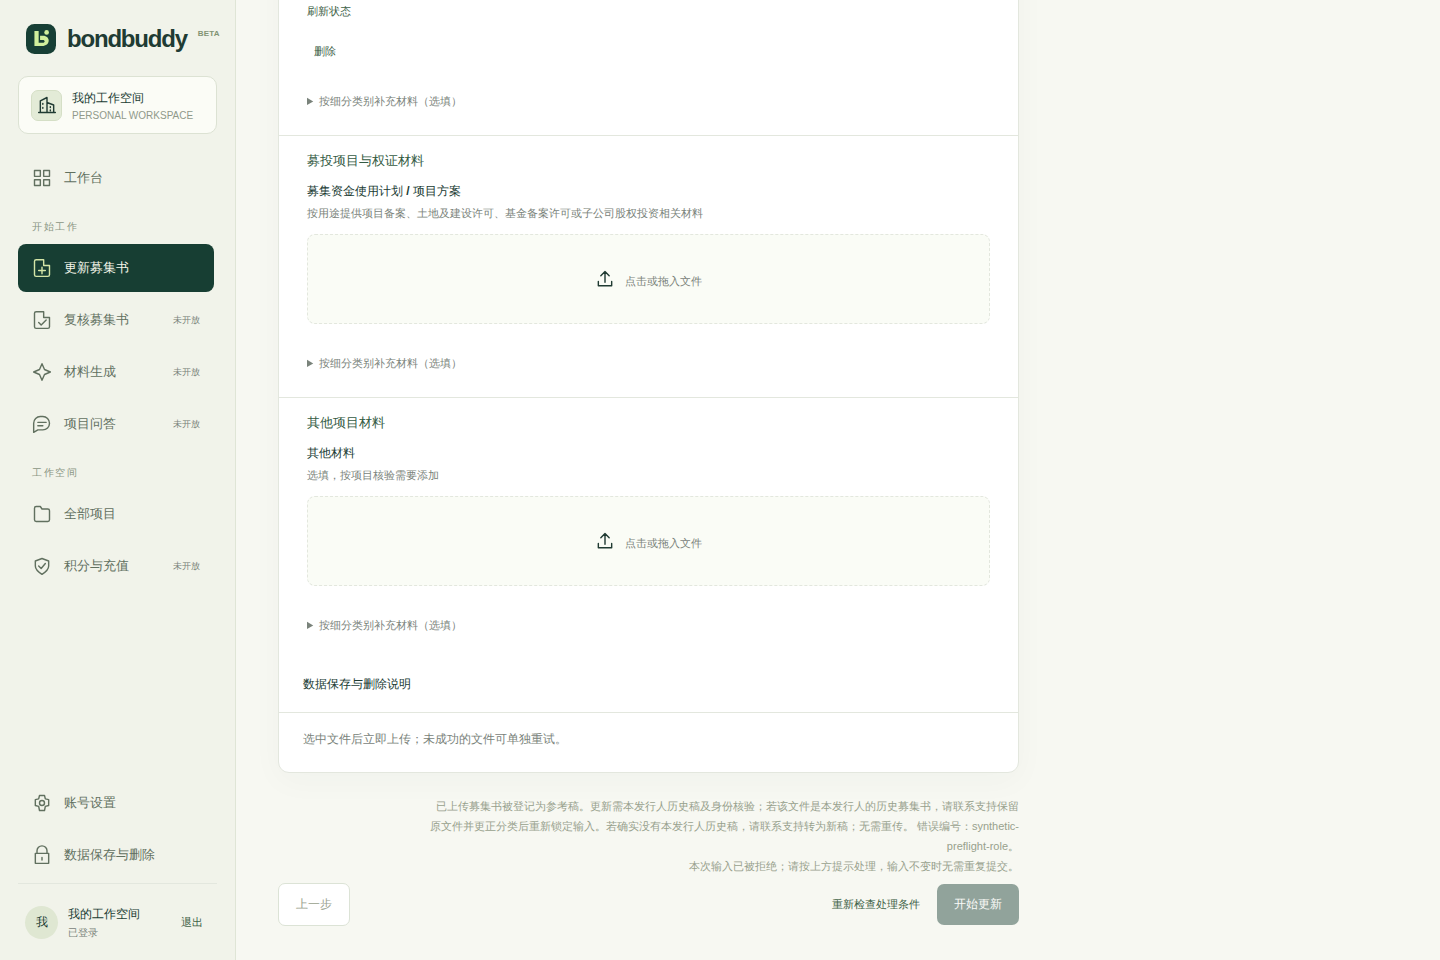 bondbuddy BETA
我的工作空间
PERSONAL WORKSPACE
工作台
开始工作
更新募集书
复核募集书 未开放
材料生成 未开放
项目问答 未开放
工作空间
全部项目
积分与充值 未开放
账号设置
数据保存与删除
我 我的工作空间
已登录
退出
刷新状态
删除
按细分类别补充材料（选填）
募投项目与权证材料
募集资金使用计划 / 项目方案
按用途提供项目备案、土地及建设许可、基金备案许可或子公司股权投资相关材料
点击或拖入文件
按细分类别补充材料（选填）
其他项目材料
其他材料
选填，按项目核验需要添加
点击或拖入文件
按细分类别补充材料（选填）
数据保存与删除说明
选中文件后立即上传；未成功的文件可单独重试。
已上传募集书被登记为参考稿。更新需本发行人历史稿及身份核验；若该文件是本发行人的历史募集书，请联系支持保留
原文件并更正分类后重新锁定输入。若确实没有本发行人历史稿，请联系支持转为新稿；无需重传。 错误编号：synthetic-
preflight-role。
本次输入已被拒绝；请按上方提示处理，输入不变时无需重复提交。
上一步
重新检查处理条件
开始更新